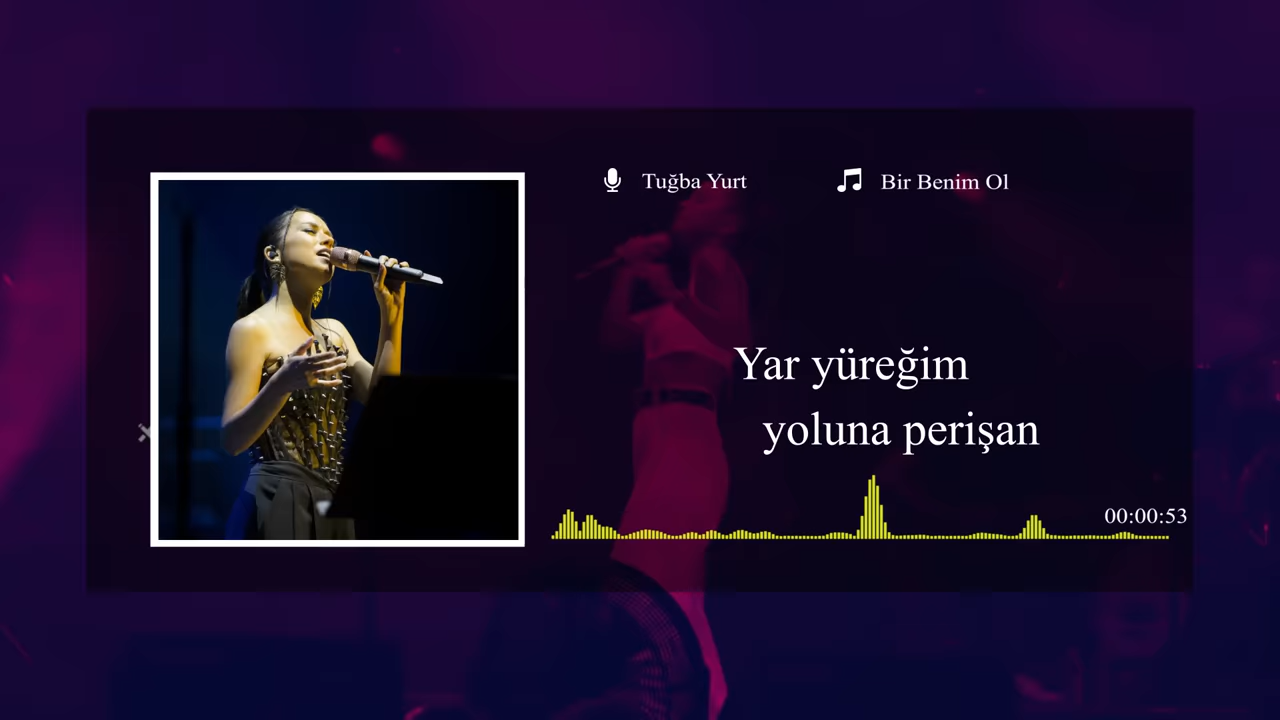 Tuğba Yurt
Bir Benim Ol
Yar yüreğim
yoluna perişan
00:00:53